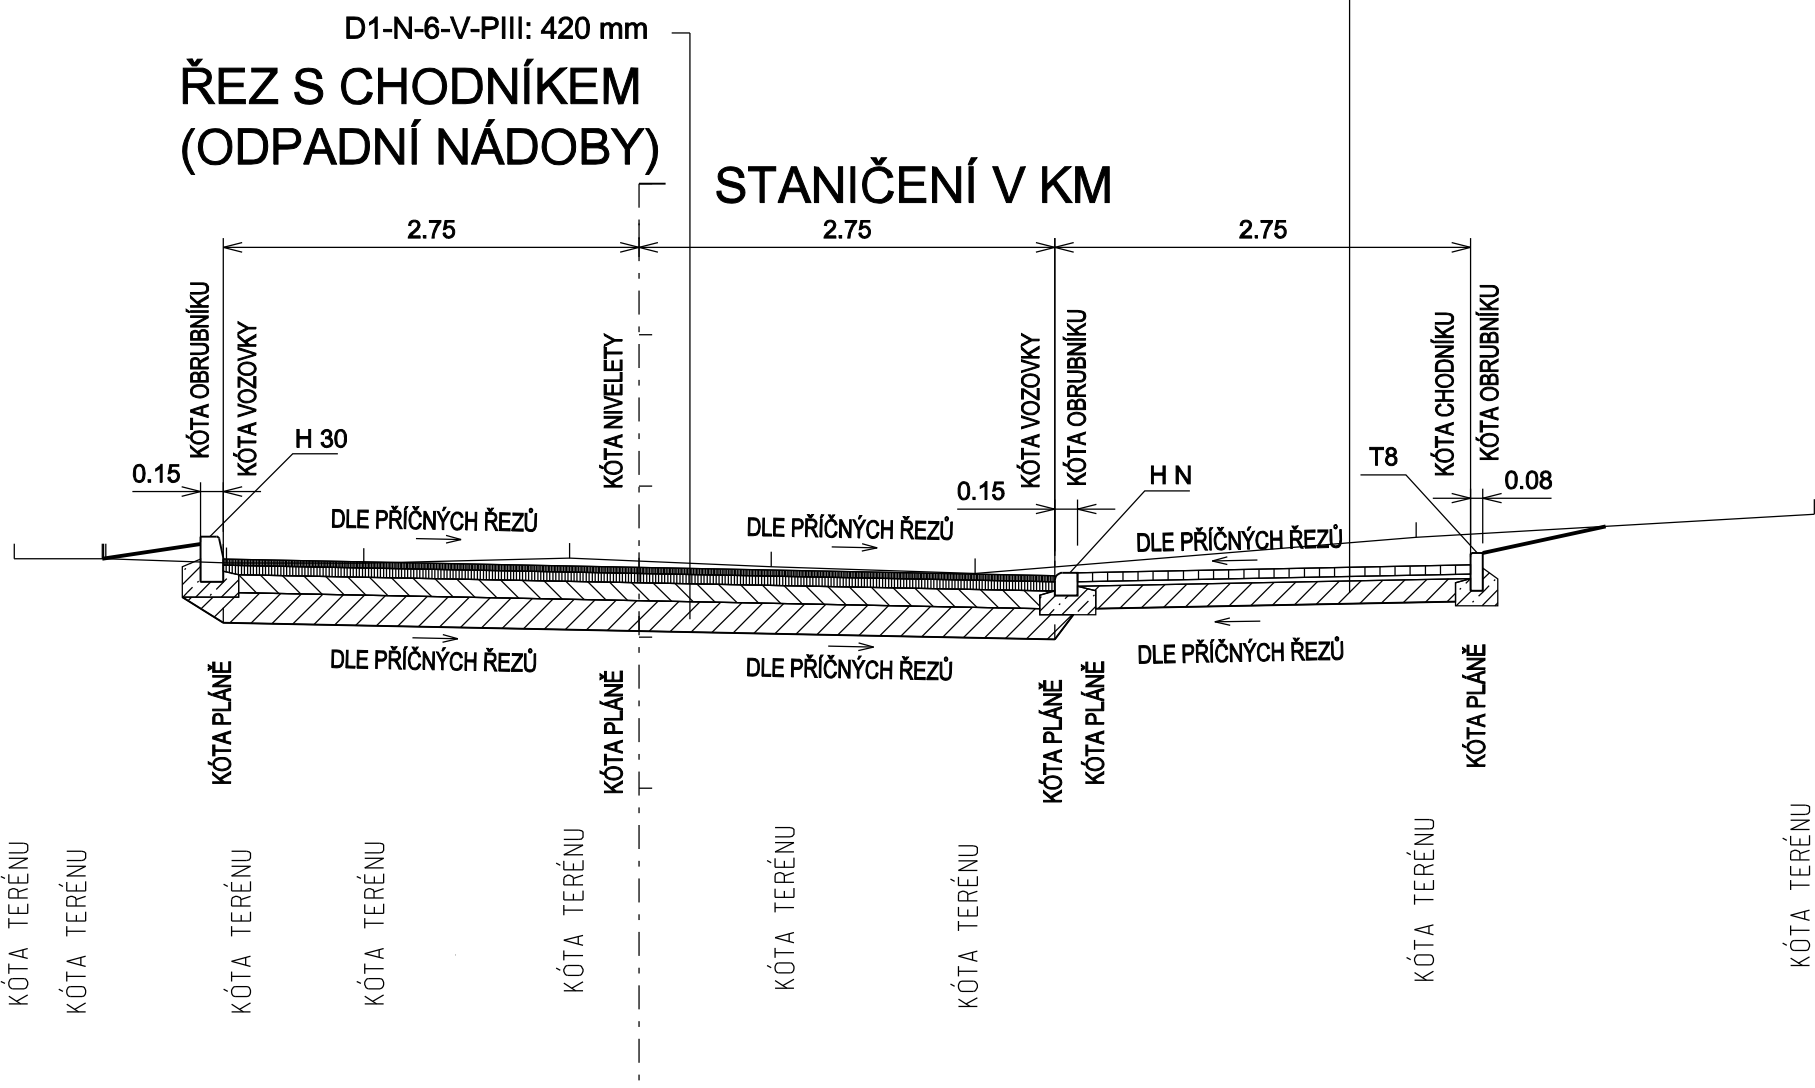 D1-N-6-V-PIII: 420 mm
ŘEZ S CHODNÍKEM
(ODPADNÍ NÁDOBY)
STANIČENÍ V KM
2.75
2.75
2.75
KÓTA OBRUBNÍKU
KÓTA VOZOVKY
KÓTA NIVELETY
KÓTA VOZOVKY
KÓTA OBRUBNÍKU
KÓTA CHODNÍKU
KÓTA OBRUBNÍKU
H 30
T8
H N
0.15
0.15
0.08
DLE PŘÍČNÝCH ŘEZŮ
DLE PŘÍČNÝCH ŘEZŮ
DLE PŘÍČNÝCH ŘEZŮ
DLE PŘÍČNÝCH ŘEZŮ
DLE PŘÍČNÝCH ŘEZŮ
DLE PŘÍČNÝCH ŘEZŮ
KÓTA PLÁNĚ
KÓTA PLÁNĚ
KÓTA PLÁNĚ
KÓTA PLÁNĚ
KÓTA PLÁNĚ
KÓTA TERÉNU
KÓTA TERÉNU
KÓTA TERÉNU
KÓTA TERÉNU
KÓTA TERÉNU
KÓTA TERÉNU
KÓTA TERÉNU
KÓTA TERÉNU
KÓTA TERÉNU